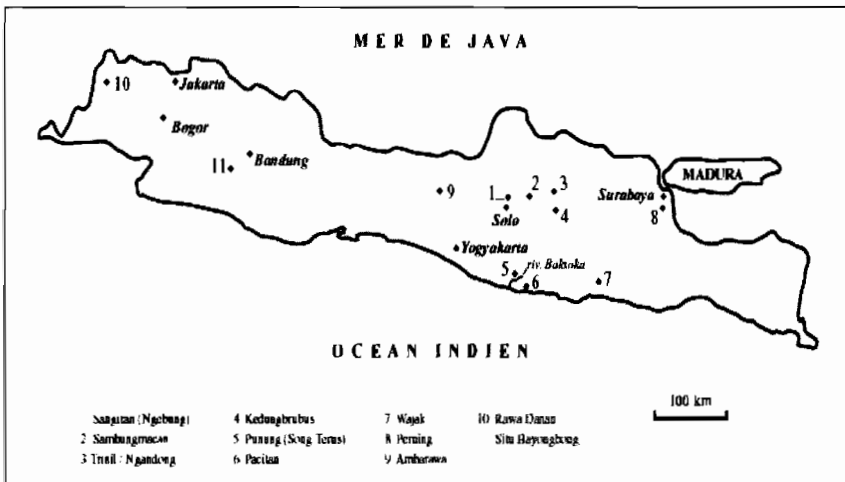 MER DE JAVA
10
Jakarta
Bogor
11
Bandung
9
1
2
3
Solo
4
Surabaya
8
MADURA
Yogyakarta
5
riv. Baksoka
6
7
OCEAN INDIEN
100 km
Sangiran (Ngebung)
2 Sambungmacan
3 Trinil : Ngandong
4 Kedungbrubus
5 Punung (Song Terus)
6 Pacitan
7 Wajak
8 Perning
9 Ambarawa
10 Rawa Danau
Situ Bayongbong